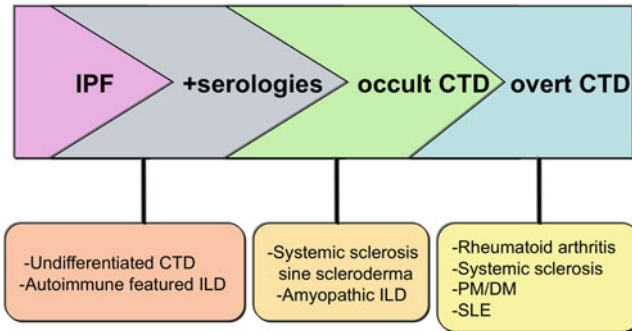 IPF
+serologies
occult CTD
overt CTD
-Undifferentiated CTD
-Autoimmune featured ILD
-Systemic sclerosis
sine scleroderma
-Amyopathic ILD
-Rheumatoid arthritis
-Systemic sclerosis
-PM/DM
-SLE